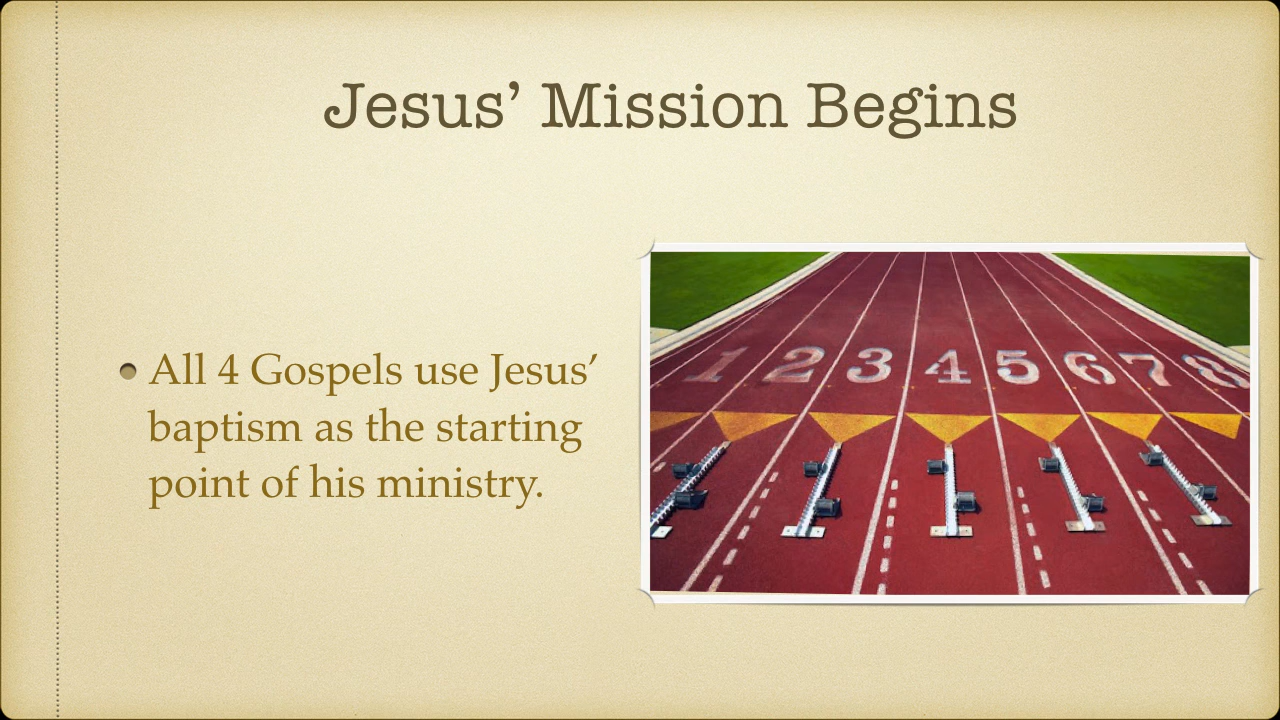 Jesus’ Mission Begins
All 4 Gospels use Jesus’
baptism as the starting
point of his ministry.
1 2 3 4 5 6 7 8